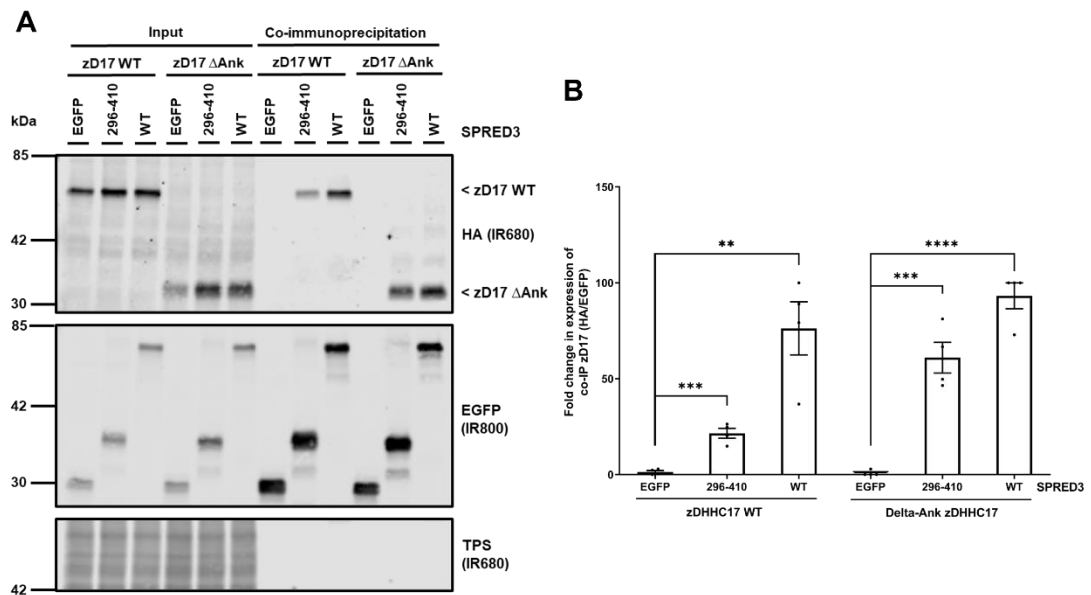 A
Input
Co-immunoprecipitation
zD17 WT
zD17 ΔAnk
zD17 WT
zD17 ΔAnk
kDa
EGFP
296-410
WT
EGFP
296-410
WT
EGFP
296-410
WT
EGFP
296-410
WT
SPRED3
85
< zD17 WT
HA (IR680)
42
< zD17 ΔAnk
30
85
42
EGFP
(IR800)
30
TPS
(IR680)
42
B
Fold change in expression of
co-IP zD17 (HA/EGFP)
150
100
50
0
**
***
****
***
EGFP
296-410
WT
EGFP
296-410
WT
SPRED3
zDHHC17 WT
Delta-Ank zDHHC17